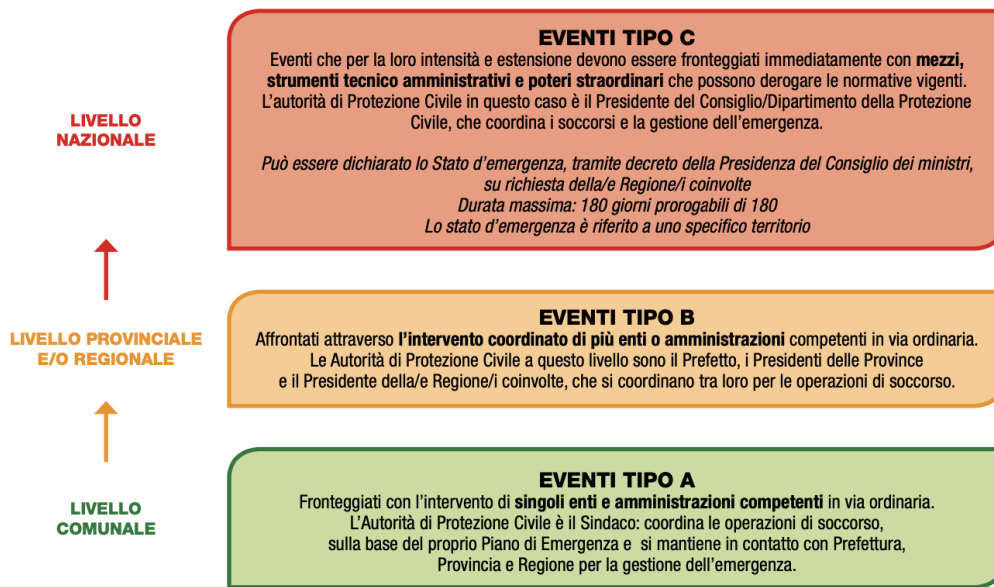 EVENTI TIPO C
Eventi che per la loro intensità e estensione devono essere fronteggiati immediatamente con mezzi,
strumenti tecnico amministrativi e poteri straordinari che possono derogare le normative vigenti.
L'autorità di Protezione Civile in questo caso è il Presidente del Consiglio/Dipartimento della Protezione
Civile, che coordina i soccorsi e la gestione dell'emergenza.
Può essere dichiarato lo Stato d'emergenza, tramite decreto della Presidenza del Consiglio dei ministri,
su richiesta della/e Regione/i coinvolte
Durata massima: 180 giorni prorogabili di 180
Lo stato d'emergenza è riferito a uno specifico territorio
LIVELLO
NAZIONALE
EVENTI TIPO B
Affrontati attraverso l'intervento coordinato di più enti o amministrazioni competenti in via ordinaria.
Le Autorità di Protezione Civile a questo livello sono il Prefetto, i Presidenti delle Province
e il Presidente della/e Regione/i coinvolte, che si coordinano tra loro per le operazioni di soccorso.
LIVELLO PROVINCIALE
E/O REGIONALE
EVENTI TIPO A
Fronteggiati con l'intervento di singoli enti e amministrazioni competenti in via ordinaria.
L'Autorità di Protezione Civile è il Sindaco: coordina le operazioni di soccorso,
sulla base del proprio Piano di Emergenza e si mantiene in contatto con Prefettura,
Provincia e Regione per la gestione dell'emergenza.
LIVELLO
COMUNALE